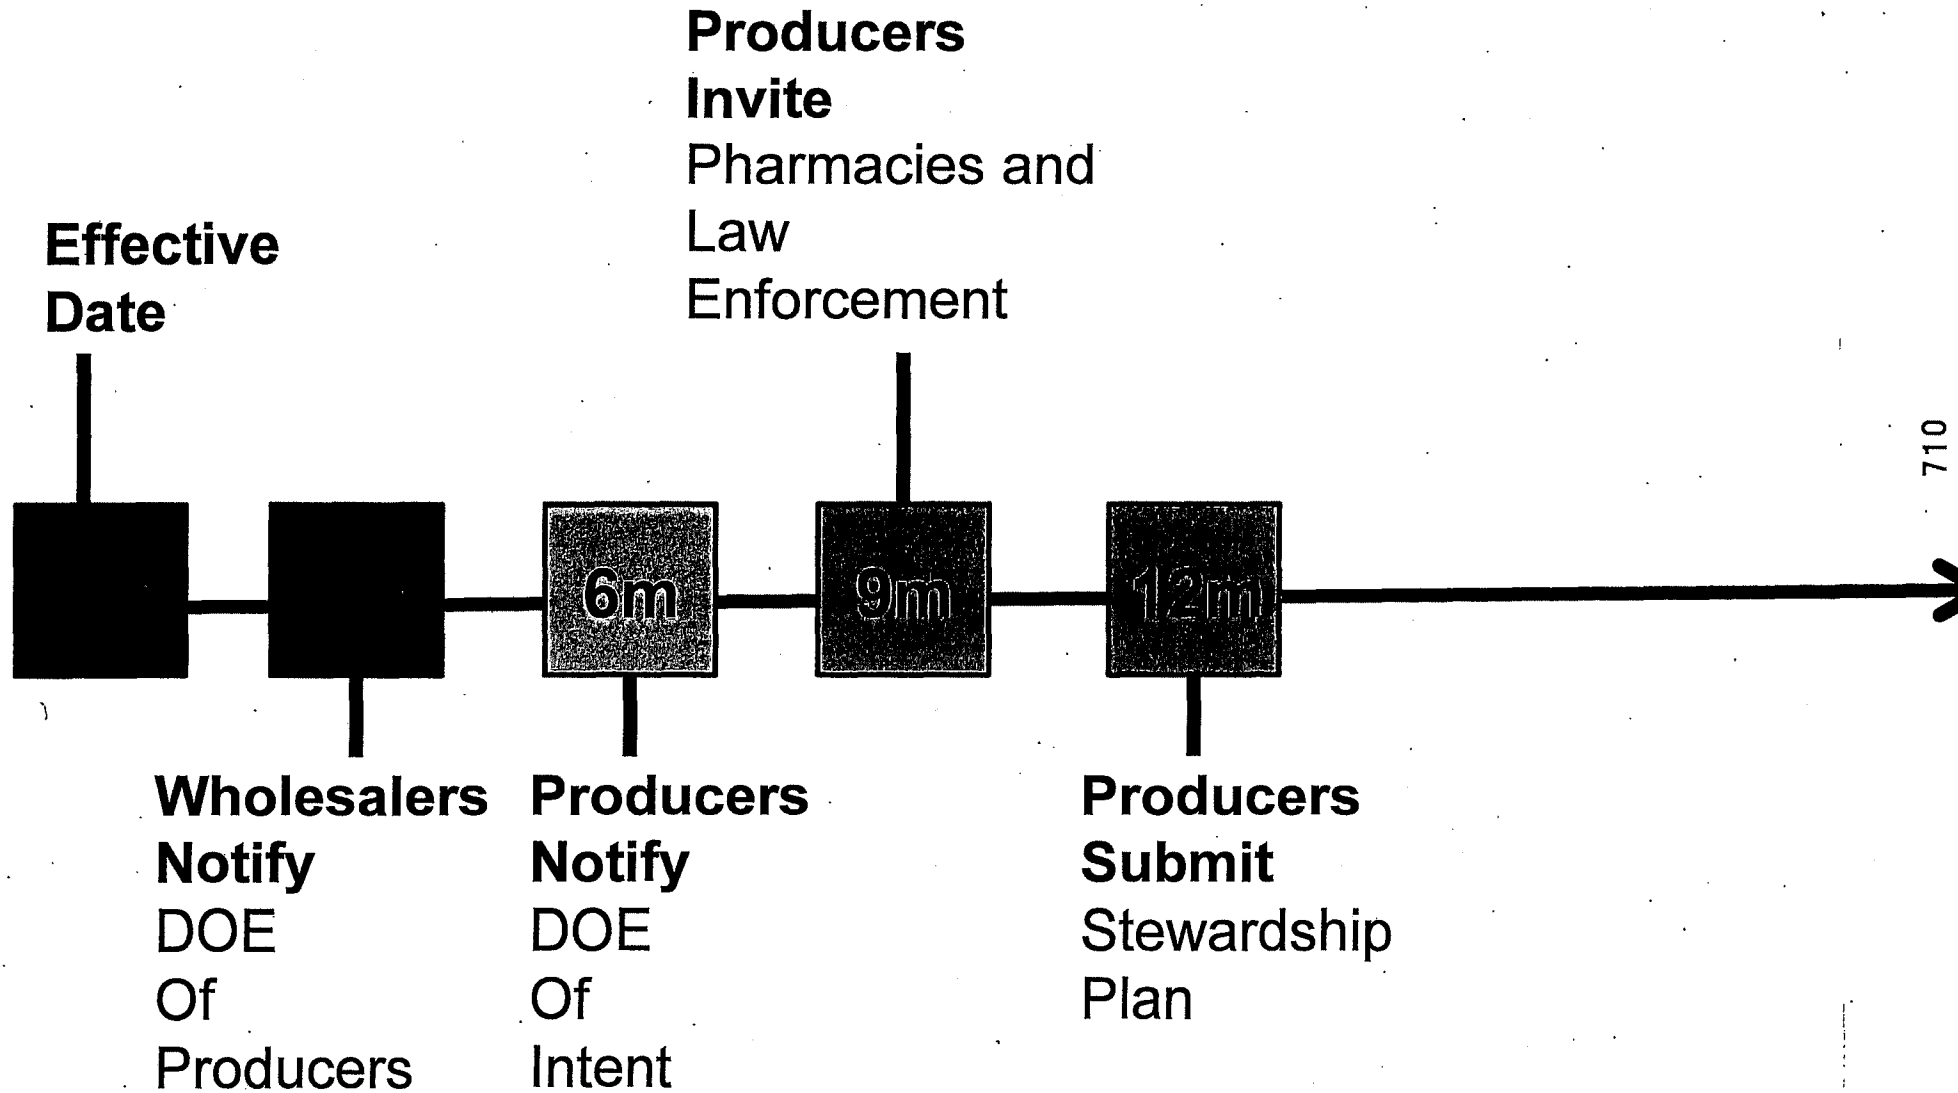 Producers
Invite
Pharmacies and
Law
Enforcement
Effective
Date
710
6m
9m
12m
Wholesalers
Notify
DOE
Of
Producers
Producers
Notify
DOE
Of
Intent
Producers
Submit
Stewardship
Plan